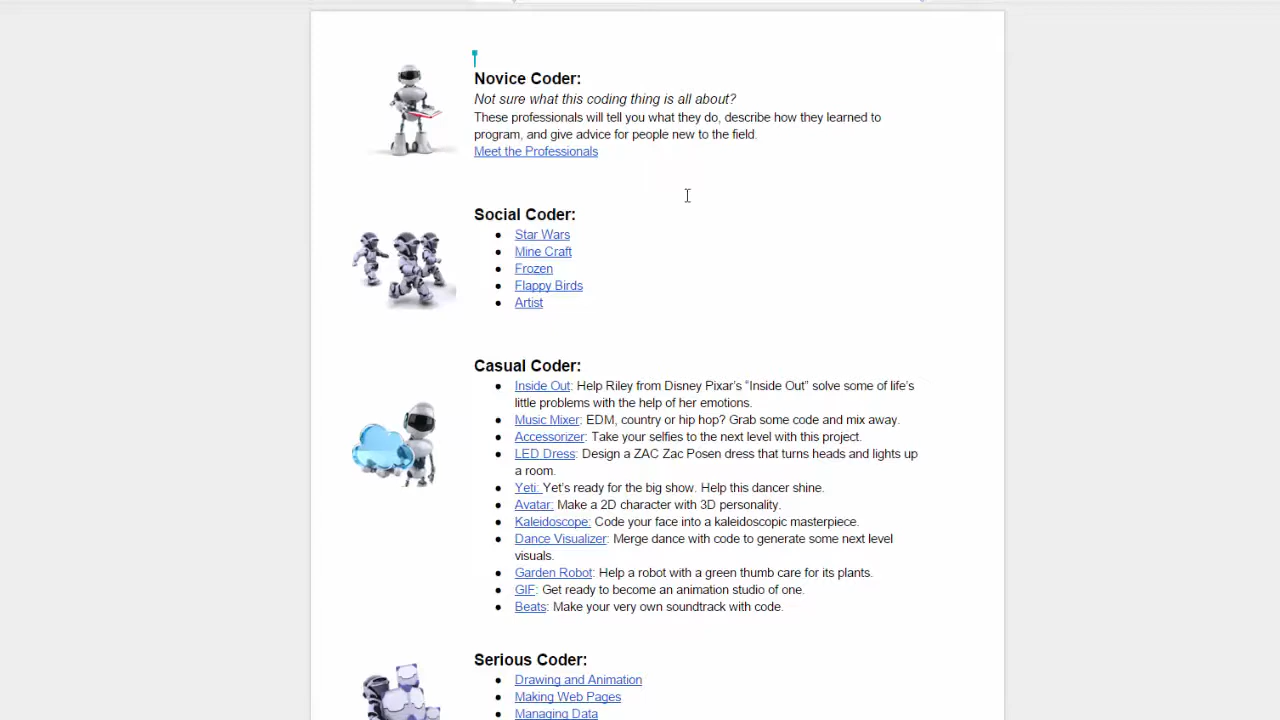 Novice Coder:
Not sure what this coding thing is all about?
These professionals will tell you what they do, describe how they learned to
program, and give advice for people new to the field.
Meet the Professionals
Social Coder:
• Star Wars
• Mine Craft
• Frozen
• Flappy Birds
• Artist
Casual Coder:
• Inside Out: Help Riley from Disney Pixar's "Inside Out" solve some of life's
little problems with the help of her emotions.
• Music Mixer: EDM, country or hip hop? Grab some code and mix away.
• Accessorizer: Take your selfies to the next level with this project.
• LED Dress: Design a ZAC Zac Posen dress that turns heads and lights up
a room.
• Yeti: Yet's ready for the big show. Help this dancer shine.
• Avatar: Make a 2D character with 3D personality.
• Kaleidoscope: Code your face into a kaleidoscopic masterpiece.
• Dance Visualizer: Merge dance with code to generate some next level
visuals.
• Garden Robot: Help a robot with a green thumb care for its plants.
• GIF: Get ready to become an animation studio of one.
• Beats: Make your very own soundtrack with code.
Serious Coder:
• Drawing and Animation
• Making Web Pages
• Managing Data